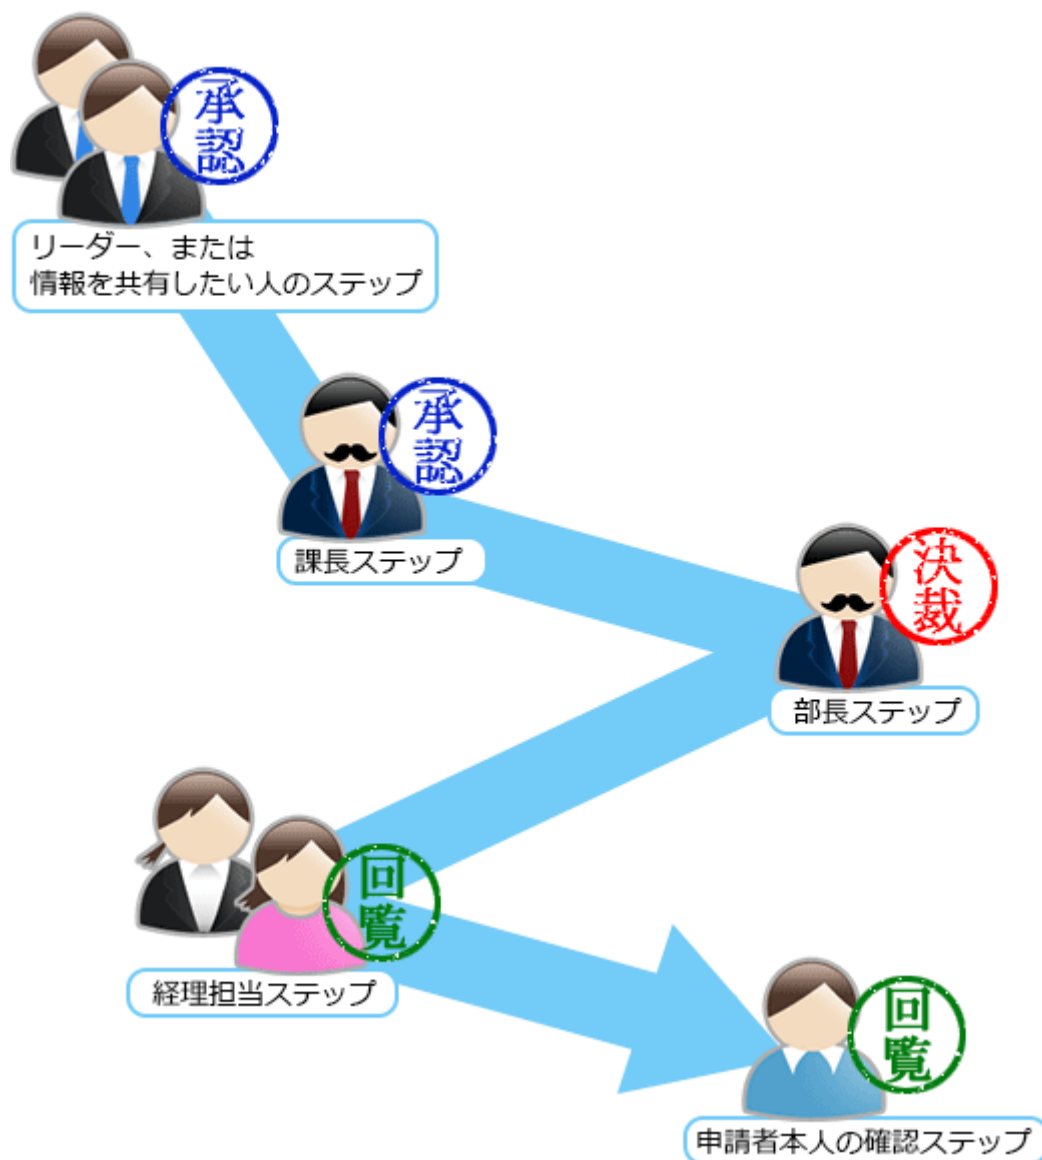 承認
リーダー、または
情報を共有したい人のステップ
承認
課長ステップ
決裁
部長ステップ
回覧
経理担当ステップ
回覧
申請者本人の確認ステップ